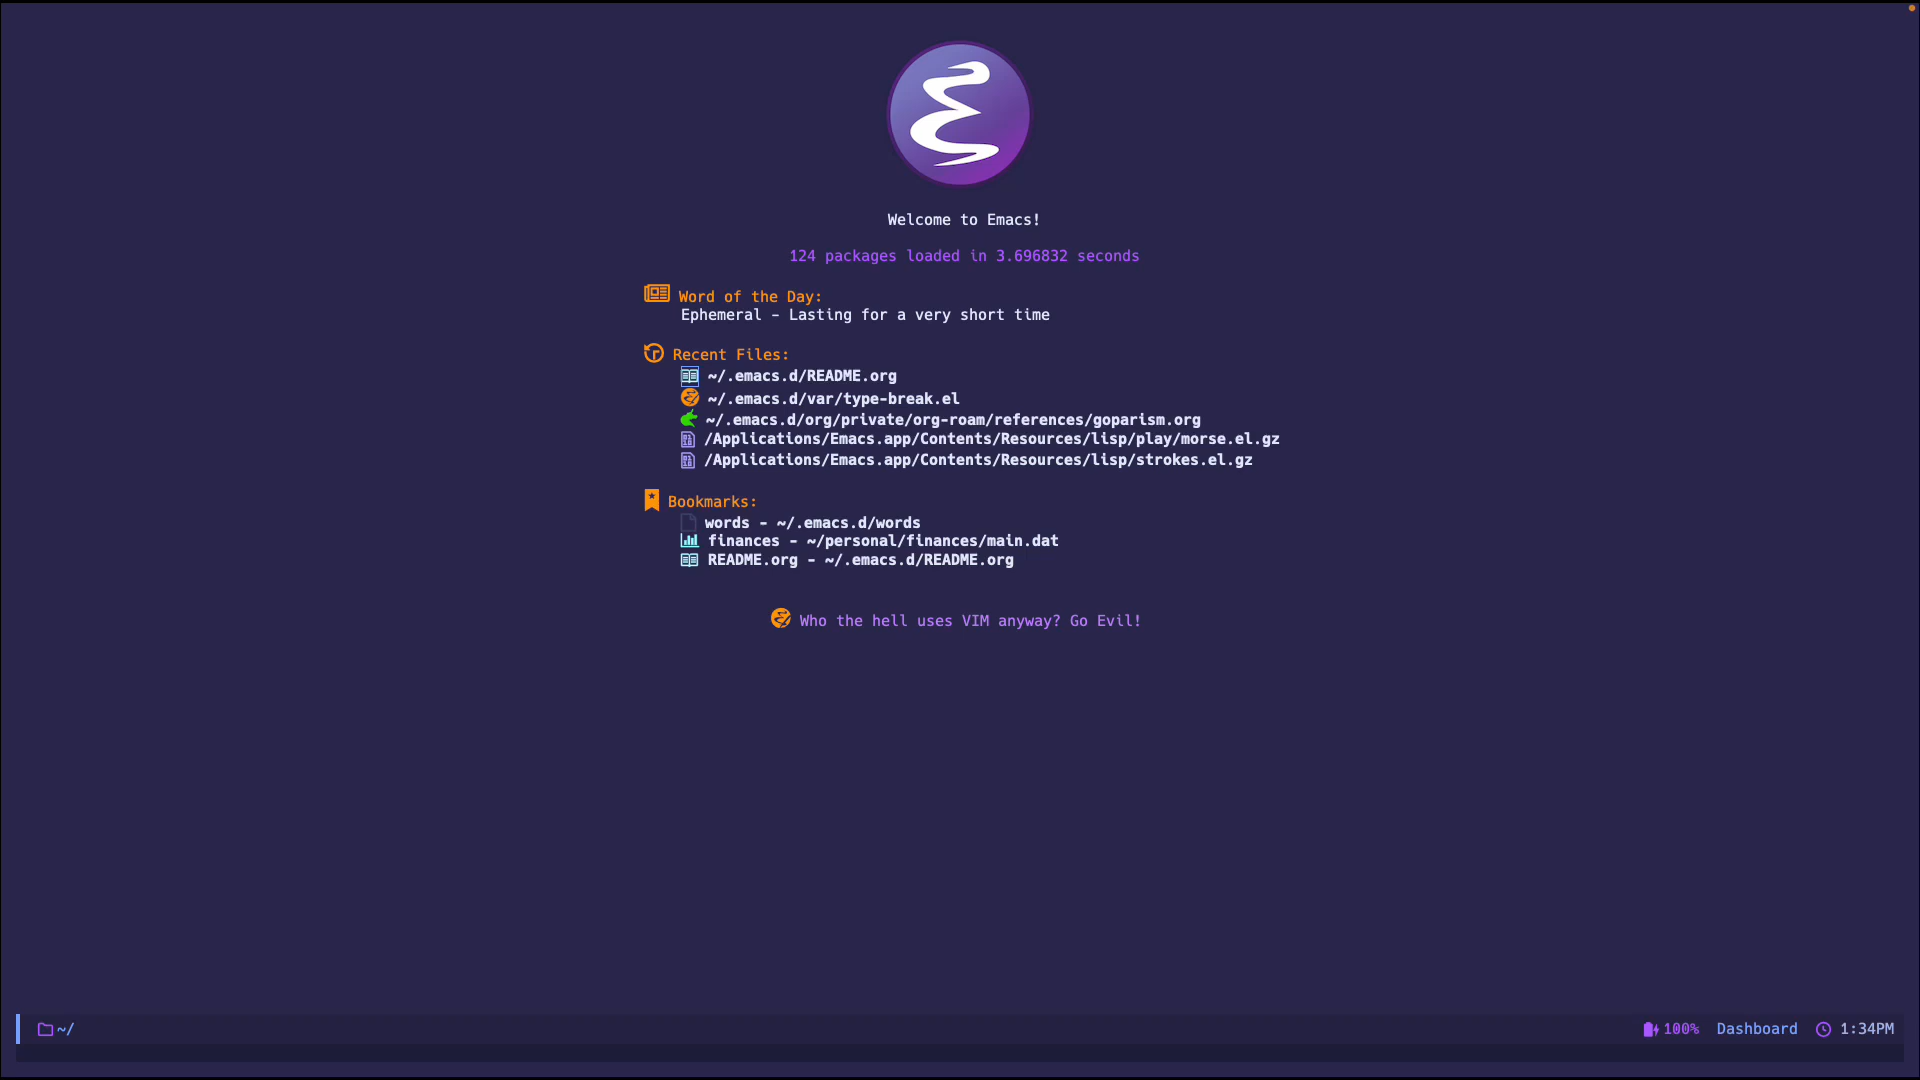 Welcome to Emacs!
124 packages loaded in 3.696832 seconds
Word of the Day:
Ephemeral - Lasting for a very short time
Recent Files:
~/.emacs.d/README.org
~/.emacs.d/var/type-break.el
~/.emacs.d/org/private/org-roam/references/goparism.org
/Applications/Emacs.app/Contents/Resources/lisp/play/morse.el.gz
/Applications/Emacs.app/Contents/Resources/lisp/strokes.el.gz
Bookmarks:
words - ~/.emacs.d/words
finances - ~/personal/finances/main.dat
README.org - ~/.emacs.d/README.org
Who the hell uses VIM anyway? Go Evil!
~/ 100% Dashboard 1:34PM